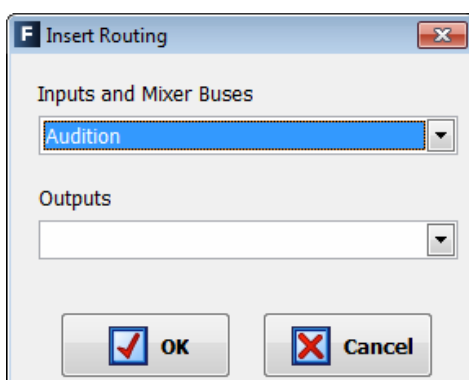 F Insert Routing
Inputs and Mixer Buses
Audition
Outputs
OK Cancel